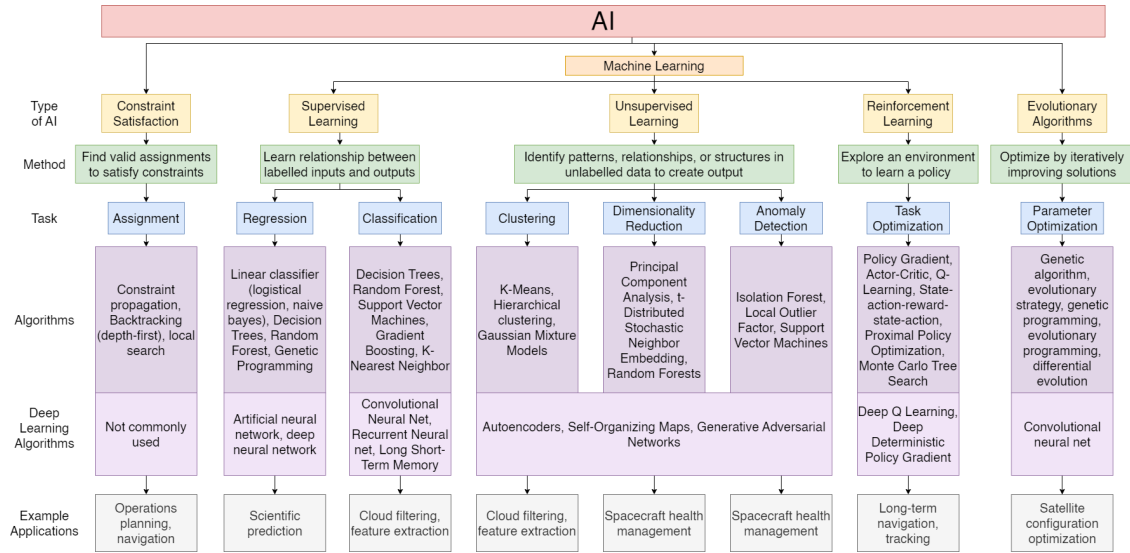 AI
Machine Learning
Type
of AI
Constraint
Satisfaction
Supervised
Learning
Unsupervised
Learning
Reinforcement
Learning
Evolutionary
Algorithms
Method
Find valid assignments
to satisfy constraints
Learn relationship between
labelled inputs and outputs
Identify patterns, relationships, or structures in
unlabelled data to create output
Explore an environment
to learn a policy
Optimize by iteratively
improving solutions
Task
Assignment
Regression
Classification
Clustering
Dimensionality
Reduction
Anomaly
Detection
Task
Optimization
Parameter
Optimization
Algorithms
Constraint
propagation,
Backtracking
(depth-first), local
search
Linear classifier
(logistical
regression, naive
bayes), Decision
Trees, Random
Forest, Genetic
Programming
Decision Trees,
Random Forest,
Support Vector
Machines,
Gradient
Boosting, K-
Nearest Neighbor
K-Means,
Hierarchical
clustering,
Gaussian Mixture
Models
Principal
Component
Analysis, t-
Distributed
Stochastic
Neighbor
Embedding,
Random Forests
Isolation Forest,
Local Outlier
Factor, Support
Vector Machines
Policy Gradient,
Actor-Critic, Q-
Learning, State-
action-reward-
state-action,
Proximal Policy
Optimization,
Monte Carlo Tree
Search
Genetic
algorithm,
evolutionary
strategy, genetic
programming,
evolutionary
programming,
differential
evolution
Deep
Learning
Algorithms
Not commonly
used
Artificial neural
network, deep
neural network
Convolutional
Neural Net,
Recurrent Neural
net, Long Short-
Term Memory
Autoencoders, Self-Organizing Maps, Generative Adversarial
Networks
Deep Q Learning,
Deep
Deterministic
Policy Gradient
Convolutional
neural net
Example
Applications
Operations
planning,
navigation
Scientific
prediction
Cloud filtering,
feature extraction
Cloud filtering,
feature extraction
Spacecraft health
management
Spacecraft health
management
Long-term
navigation,
tracking
Satellite
configuration
optimization